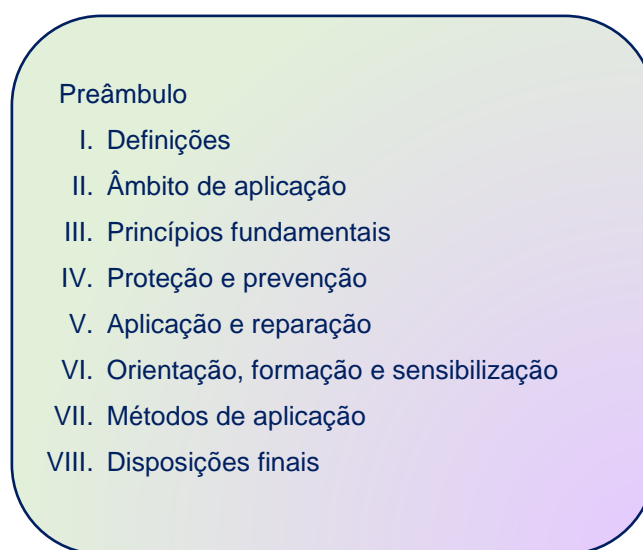 Preâmbulo
I. Definições
II. Âmbito de aplicação
III. Princípios fundamentais
IV. Proteção e prevenção
V. Aplicação e reparação
VI. Orientação, formação e sensibilização
VII. Métodos de aplicação
VIII. Disposições finais